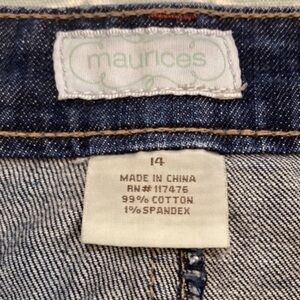 maurices
14
MADE IN CHINA
RN# 117476
99% COTTON
1% SPANDEX